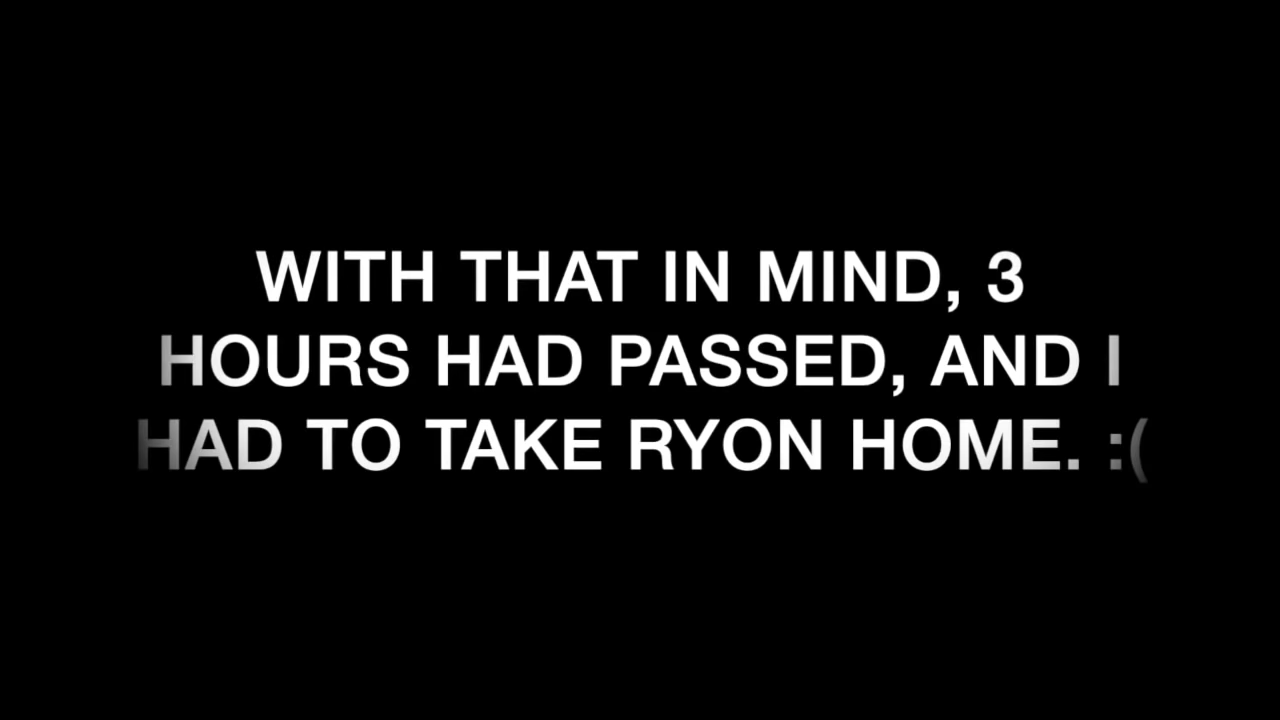 WITH THAT IN MIND, 3
HOURS HAD PASSED, AND I
HAD TO TAKE RYON HOME. :(